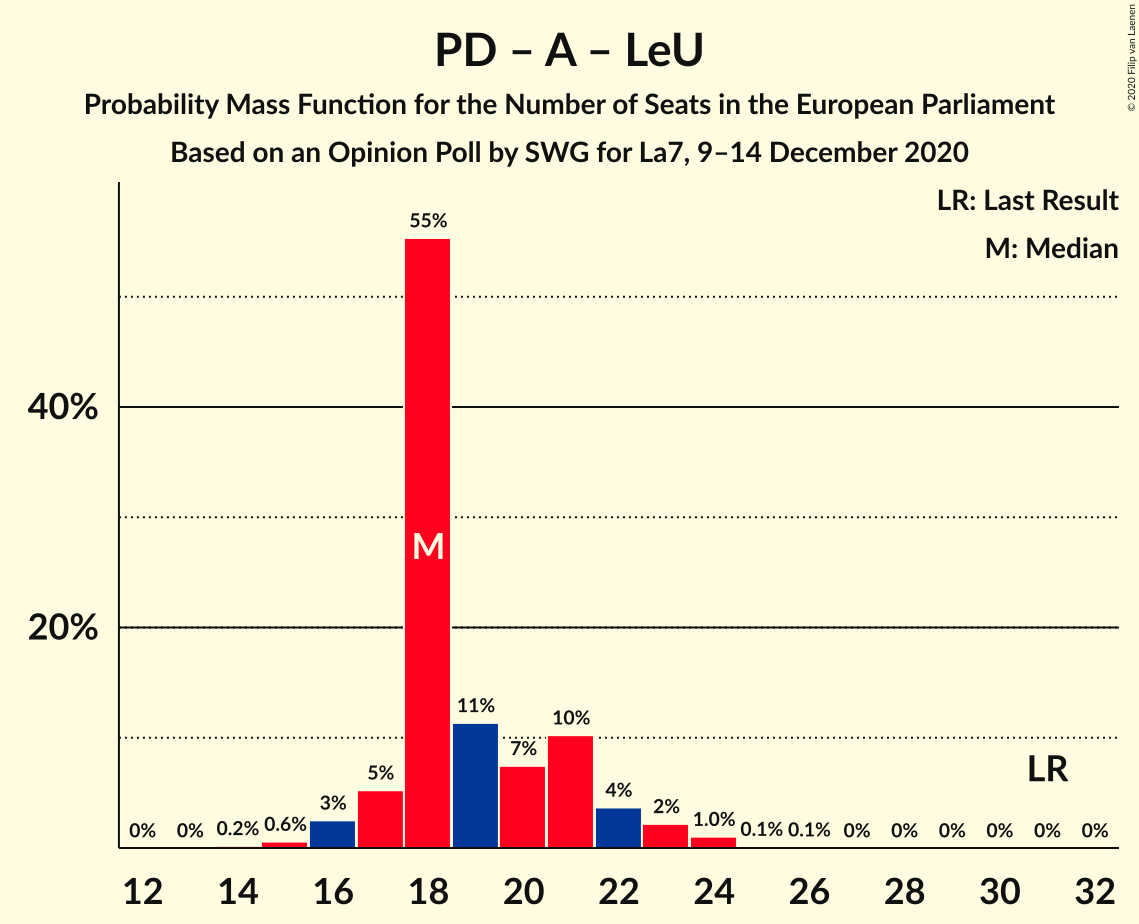 PD – A – LeU
Probability Mass Function for the Number of Seats in the European Parliament
Based on an Opinion Poll by SWG for La7, 9–14 December 2020
© 2020 Filip van Laenen
LR: Last Result
M: Median
40%
20%
0% 0% 0.2% 0.6% 3% 5% 55% 11% 7% 10% 4% 2% 1.0% 0.1% 0.1% 0% 0% 0% 0% 0% 0%
M
LR
12 14 16 18 20 22 24 26 28 30 32